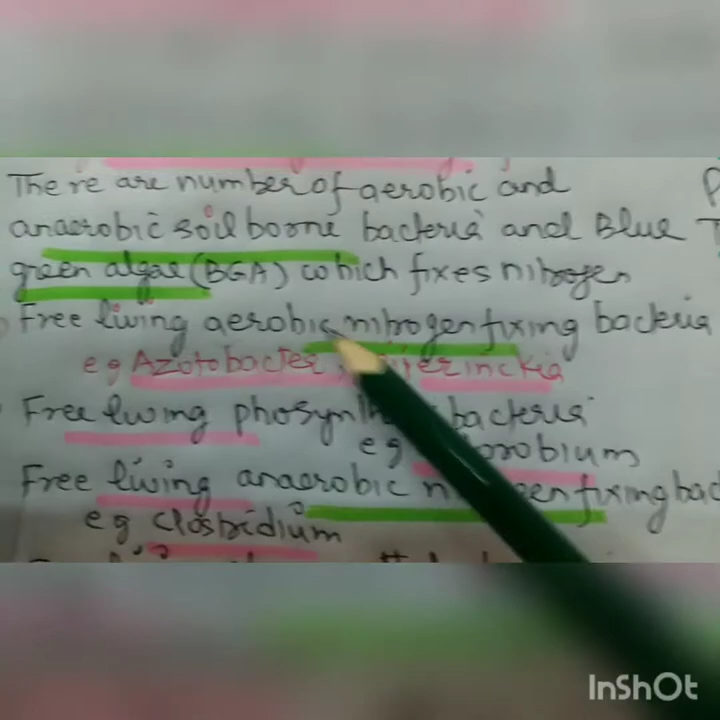 There are number of aerobic and
anaerobic soil borne bacteria and Blue
green algae (BGA) which fixes nitrogen
Free living aerobic nitrogen fixing bacteria
eg Azotobacter,
Free living bacteria
eg
Free living anaerobic fixing
eg Clostridium
InShOt